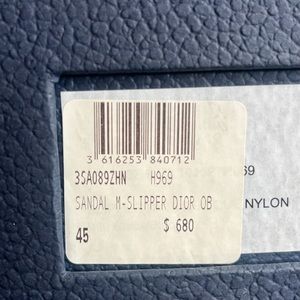 3 616253 840712
3SA089ZHN H969
SANDAL M-SLIPPER DIOR OB
45 $ 680
69
NYLON